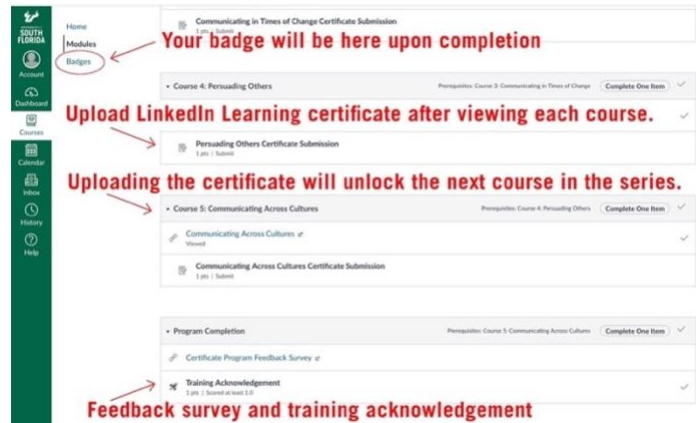 SOUTH
FLORIDA
Account
Dashboard
Courses
Calendar
Inbox
History
Help
Home
Modules
Badges
Communicating in Times of Change Certificate Submission
1 pts | Submit
Your badge will be here upon completion
Course 4: Persuading Others
Prerequisites: Course 3: Communicating in Times of Change
Complete One Item
Upload LinkedIn Learning certificate after viewing each course.
Persuading Others Certificate Submission
1 pts | Submit
Uploading the certificate will unlock the next course in the series.
Course 5: Communicating Across Cultures
Prerequisites: Course 4: Persuading Others
Complete One Item
Communicating Across Cultures
Viewed
Communicating Across Cultures Certificate Submission
1 pts | Submit
Program Completion
Prerequisites: Course 5: Communicating Across Cultures
Complete One Item
Certificate Program Feedback Survey
Training Acknowledgement
1 pts | Scored at least 1.0
Feedback survey and training acknowledgement